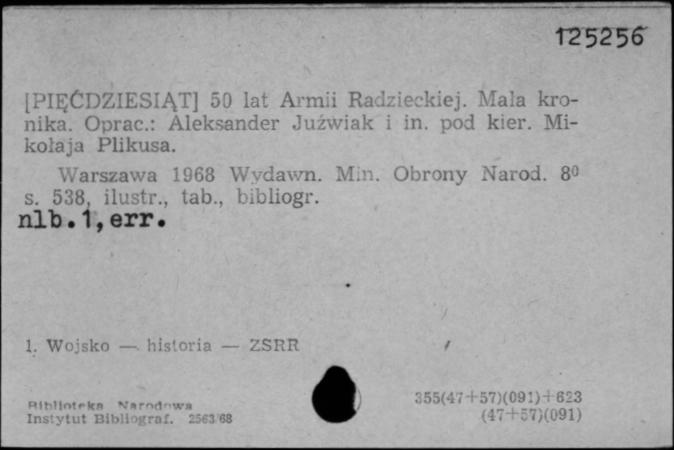 125256
[PIĘĆDZIESIĄT] 50 lat Armii Radzieckiej. Mała kro-
nika. Oprac.: Aleksander Juźwiak i in. pod kier. Mi-
kołaja Plikusa.
Warszawa 1968 Wydawn. Min. Obrony Narod. 8⁰
s. 538, ilustr., tab., bibliogr.
nlb.1,err.
1. Wojsko — historia — ZSRR
355(47+57)(091)+623
(47+57)(091)
Biblioteka Narodowa
Instytut Bibliograf. 2563/68